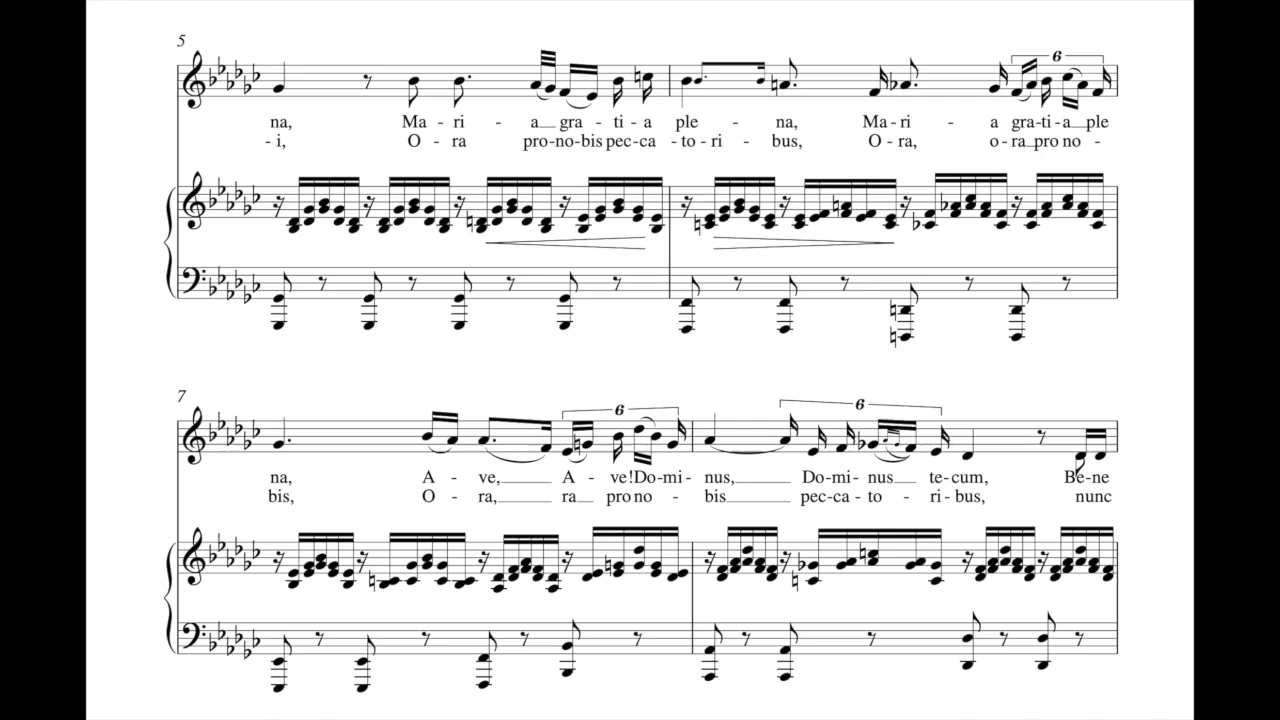 5
6
na, Ma - ri - a gra - ti - a ple - na, Ma - ri - a gra - ti - a ple
- i, O - ra pro - no - bis pec - ca - to - ri - bus, O - ra, o - ra pro no -
7
6 6
na, A - ve, A - ve! Do - mi - nus, Do - mi - nus te - cum, Be - ne
bis, O - ra, ra pro no - bis pec - ca - to - ri - bus, nunc